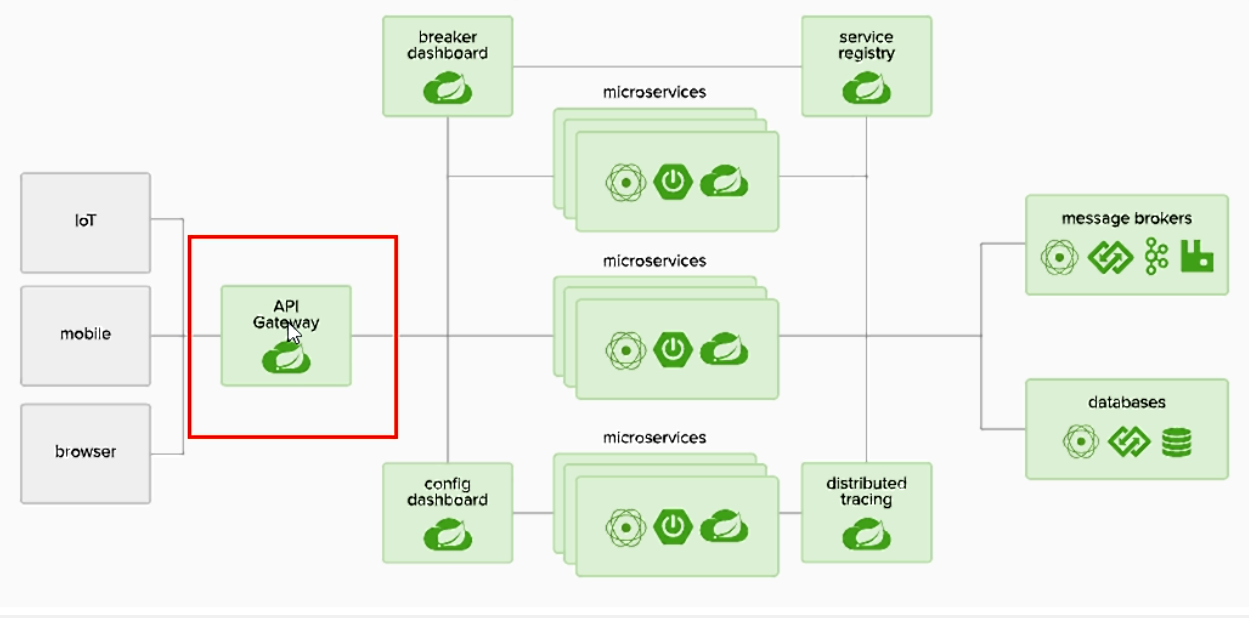 breaker
dashboard
service
registry
microservices
IoT
message brokers
microservices
API
Gateway
mobile
databases
microservices
browser
config
dashboard
distributed
tracing